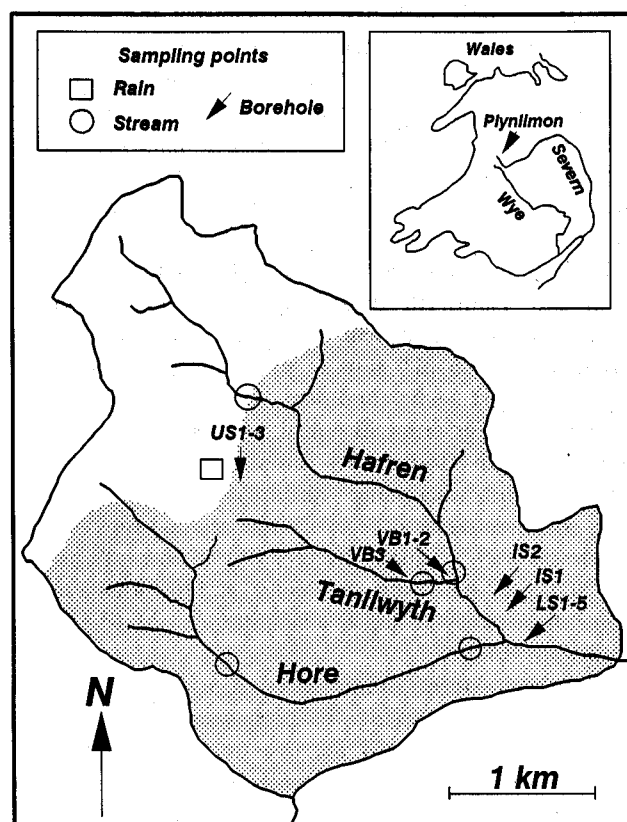 Sampling points
Rain
Stream
Borehole
Wales
Plynlimon
Severn
Wye
US1-3
Hafren
VB1-2
VB3
IS2
IS1
LS1-5
Tanllwyth
Hore
N
1 km